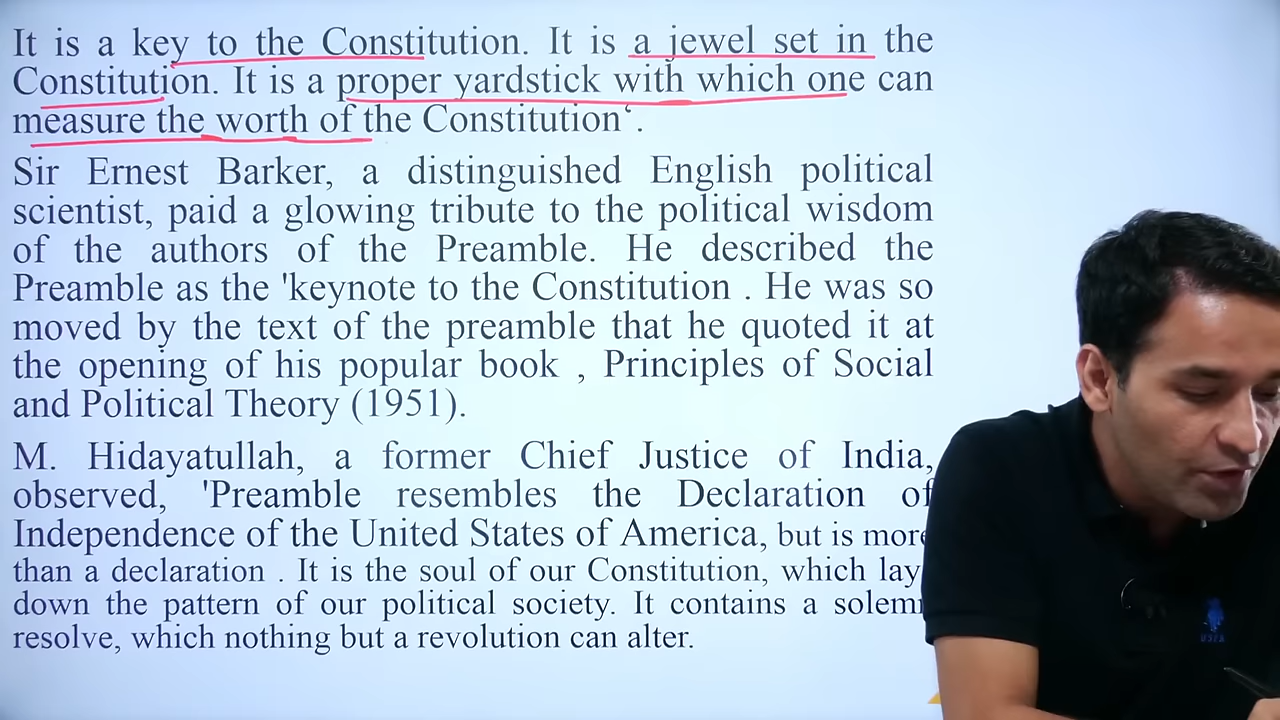 It is a key to the Constitution. It is a jewel set in the
Constitution. It is a proper yardstick with which one can
measure the worth of the Constitution‘.
Sir Ernest Barker, a distinguished English political
scientist, paid a glowing tribute to the political wisdom
of the authors of the Preamble. He described the
Preamble as the 'keynote to the Constitution . He was so
moved by the text of the preamble that he quoted it at
the opening of his popular book , Principles of Social
and Political Theory (1951).
M. Hidayatullah, a former Chief Justice of India,
observed, 'Preamble resembles the Declaration of
Independence of the United States of America, but is more
than a declaration . It is the soul of our Constitution, which
down the pattern of our political society. It contains a
resolve, which nothing but a revolution can alter.